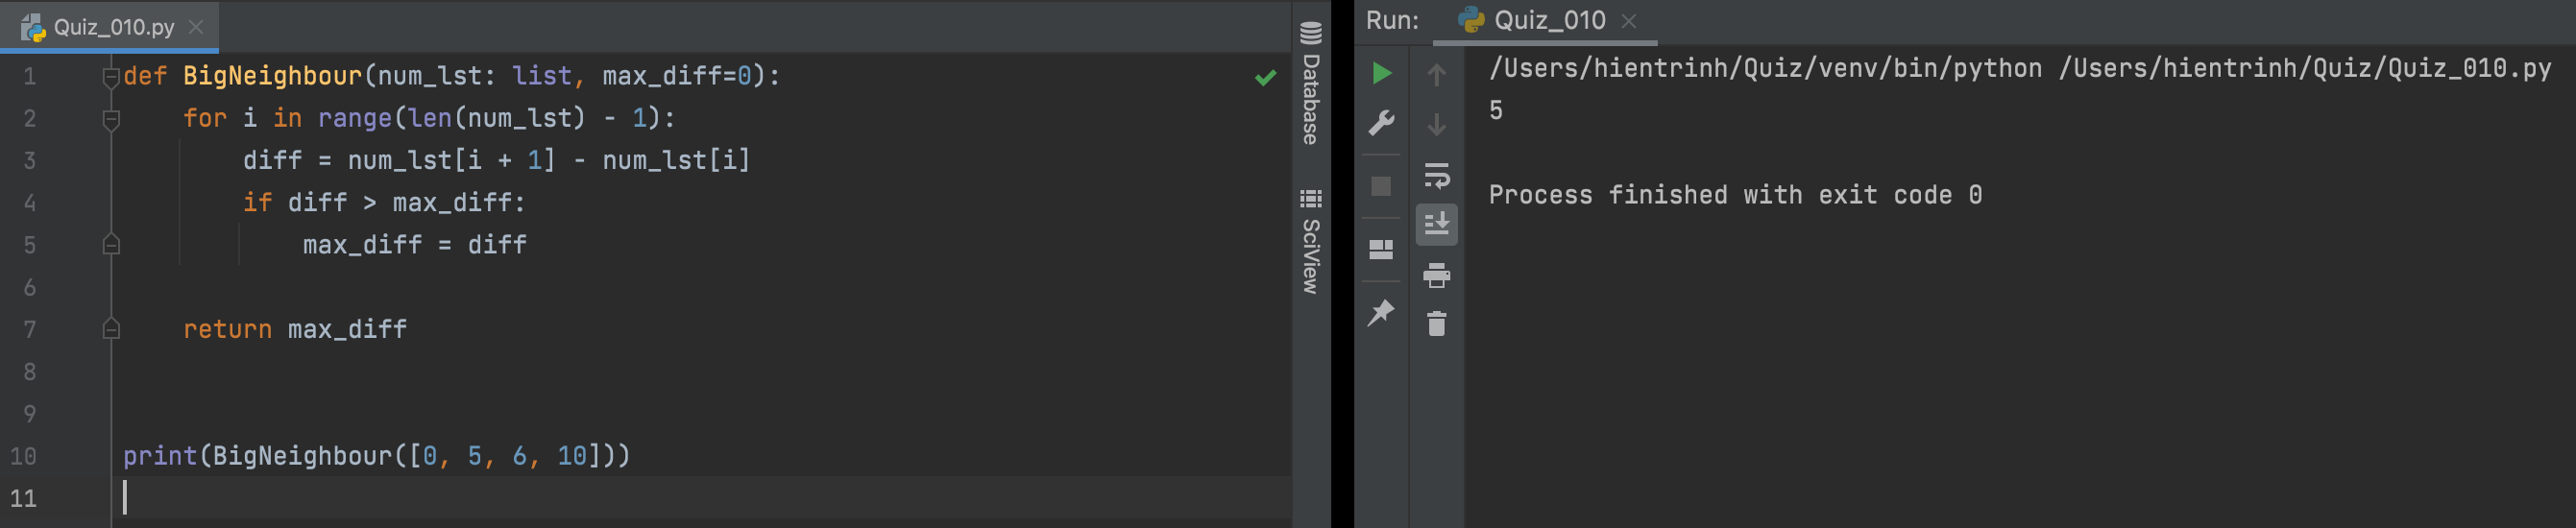 Quiz_010.py
1 def BigNeighbour(num_lst: list, max_diff=0):
2     for i in range(len(num_lst) - 1):
3         diff = num_lst[i + 1] - num_lst[i]
4         if diff > max_diff:
5             max_diff = diff
6
7     return max_diff
8
9
10 print(BigNeighbour([0, 5, 6, 10]))
11
Database
SciView
Run: Quiz_010
/Users/hientrinh/Quiz/venv/bin/python /Users/hientrinh/Quiz/Quiz_010.py
5
Process finished with exit code 0